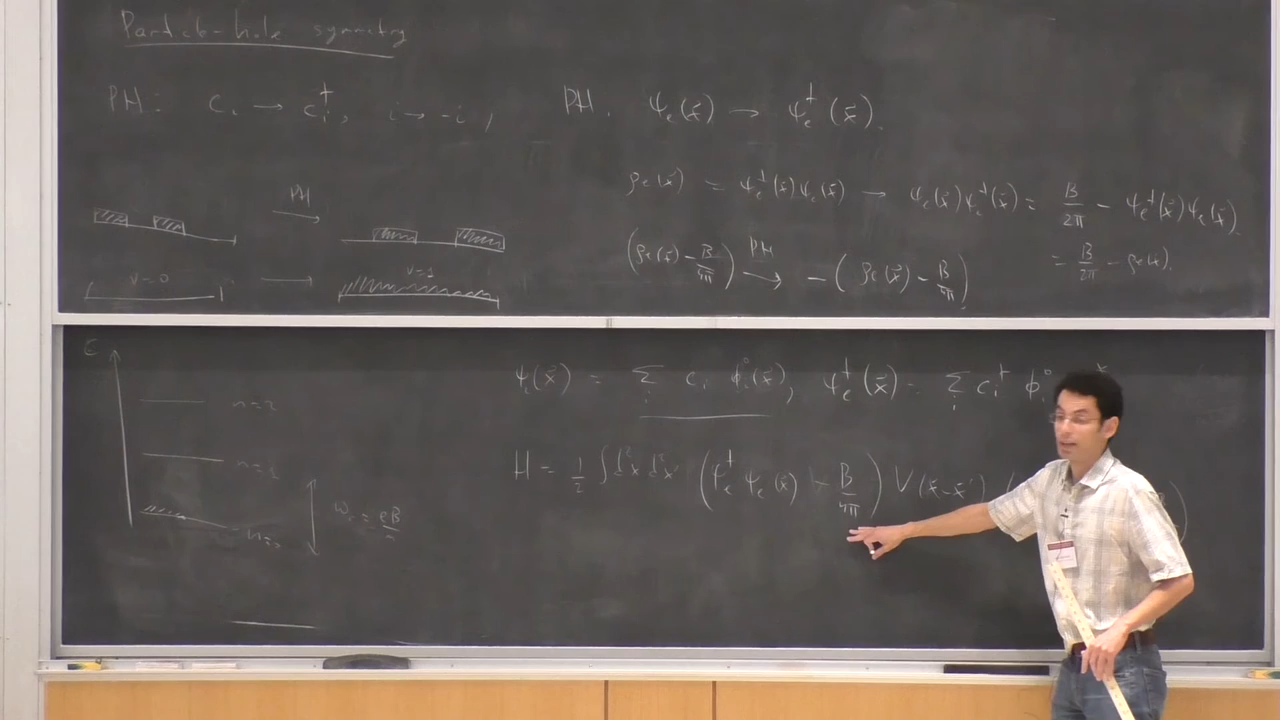 Particle-hole symmetry
PH: c_i → c_i^†, i → -i,
PH. ψ_e(x⃗) → ψ_e^†(x⃗).
ρ_e(x⃗) = ψ_e^†(x⃗)ψ_e(x⃗) → ψ_e(x⃗)ψ_e^†(x⃗) = B/2π - ψ_e^†(x⃗)ψ_e(x⃗).
PH
(ρ_e(x⃗) - B/4π) PH → -(ρ_e(x⃗) - B/4π)
= B/2π - ρ_e(x).
ν=0 → ν=1
E
n=2
n=1
ω_c = eB/
ψ_e(x⃗) = Σ_i c_i φ_i^0(x⃗), ψ_e^†(x⃗) = Σ_i c_i^† φ_i^0
H = 1/2 ∫d²x d²x' (ψ_e^† ψ_e(x⃗) - B/4π) V(x⃗-x⃗') (